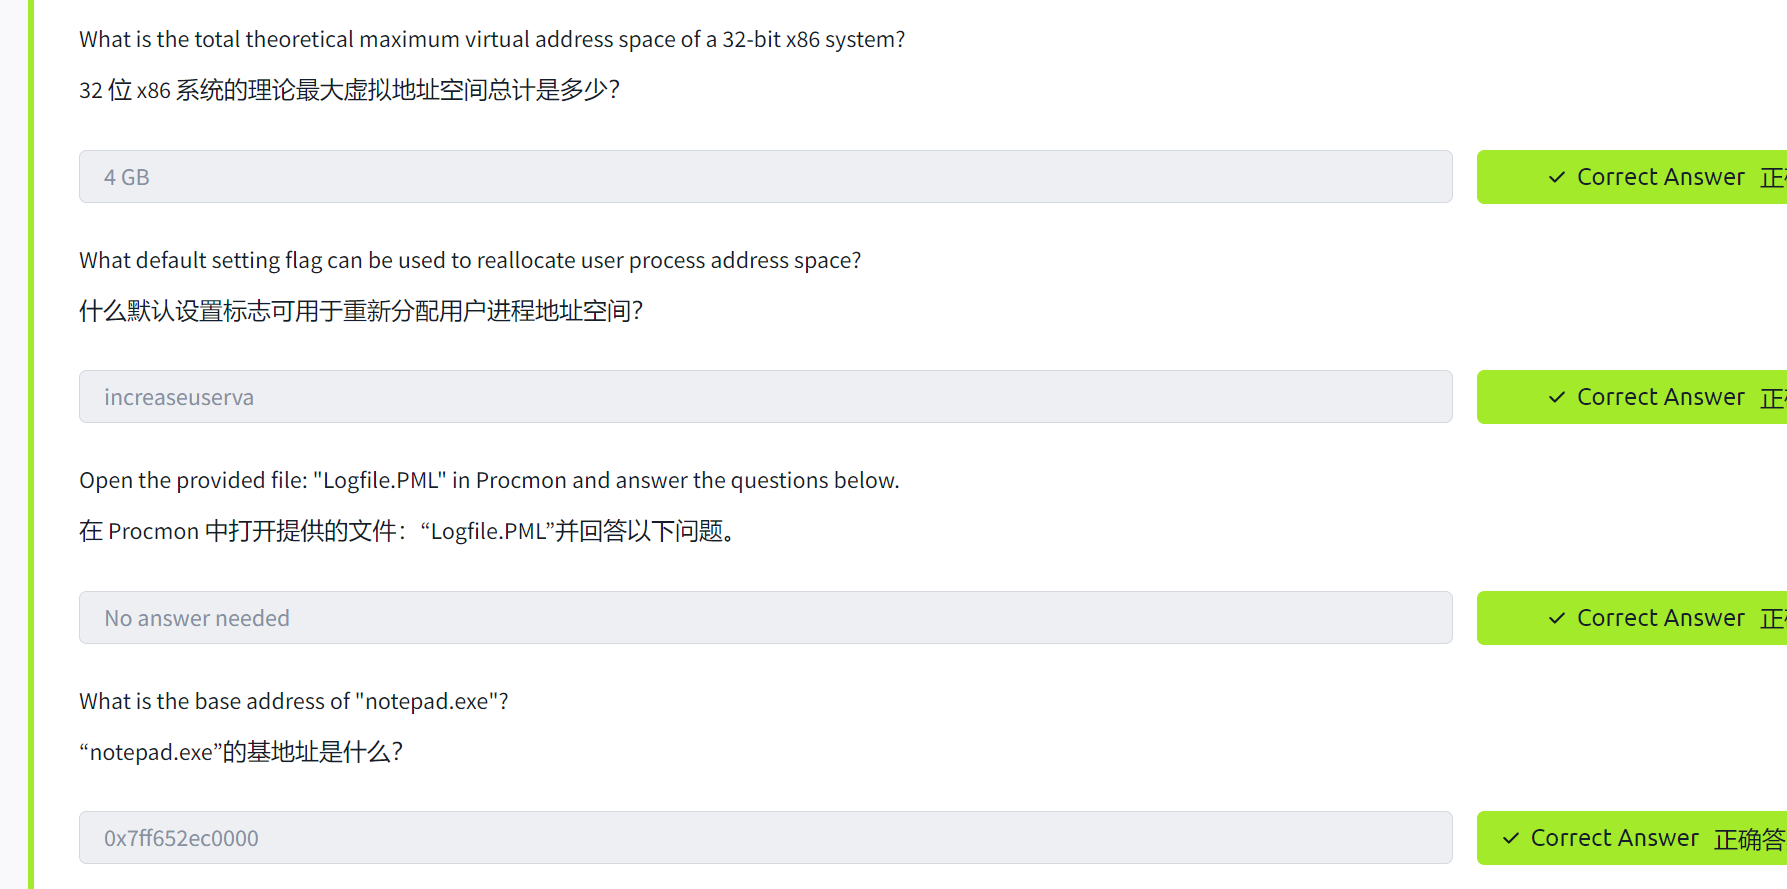 What is the total theoretical maximum virtual address space of a 32-bit x86 system?
32 位 x86 系统的理论最大虚拟地址空间总计是多少？
4 GB
Correct Answer 正
What default setting flag can be used to reallocate user process address space?
什么默认设置标志可用于重新分配用户进程地址空间？
increaseuserva
Correct Answer 正
Open the provided file: "Logfile.PML" in Procmon and answer the questions below.
在 Procmon 中打开提供的文件：“Logfile.PML”并回答以下问题。
No answer needed
Correct Answer 正
What is the base address of "notepad.exe"?
“notepad.exe”的基地址是什么？
0x7ff652ec0000
Correct Answer 正确答